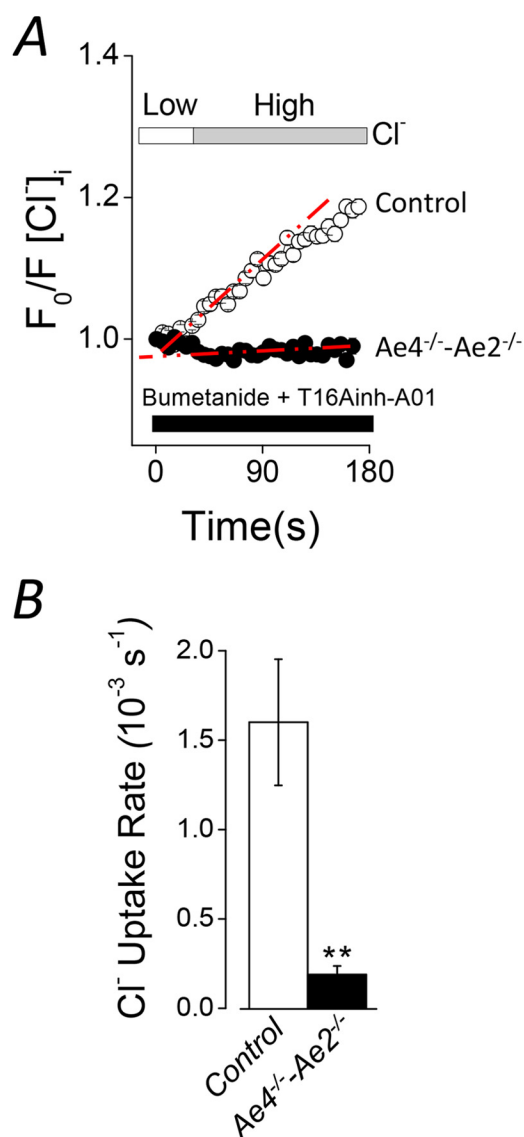 A
1.4
Low High
Cl⁻
1.2
Control
F₀/F [Cl⁻]ᵢ
1.0
Ae4⁻/⁻-Ae2⁻/⁻
Bumetanide + T16Ainh-A01
0 90 180
Time(s)
B
Cl⁻ Uptake Rate (10⁻³ s⁻¹)
2.0
1.5
1.0
0.5
**
0.0
Control
Ae4⁻/⁻-Ae2⁻/⁻